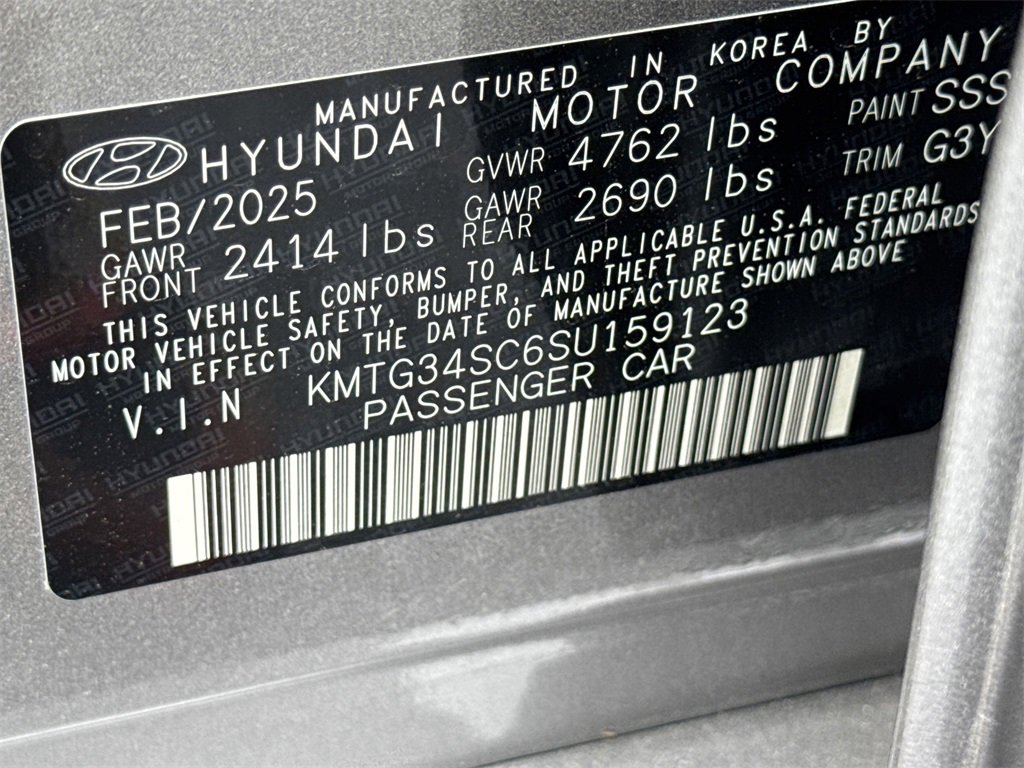 MANUFACTURED IN KOREA BY
HYUNDAI MOTOR COMPANY
FEB/2025 GVWR 4762 lbs PAINT SSS
GAWR FRONT 2414 lbs GAWR REAR 2690 lbs TRIM G3Y
THIS VEHICLE CONFORMS TO ALL APPLICABLE U.S.A. FEDERAL
MOTOR VEHICLE SAFETY, BUMPER, AND THEFT PREVENTION STANDARDS
IN EFFECT ON THE DATE OF MANUFACTURE SHOWN ABOVE
V.I.N KMTG34SC6SU159123
PASSENGER CAR